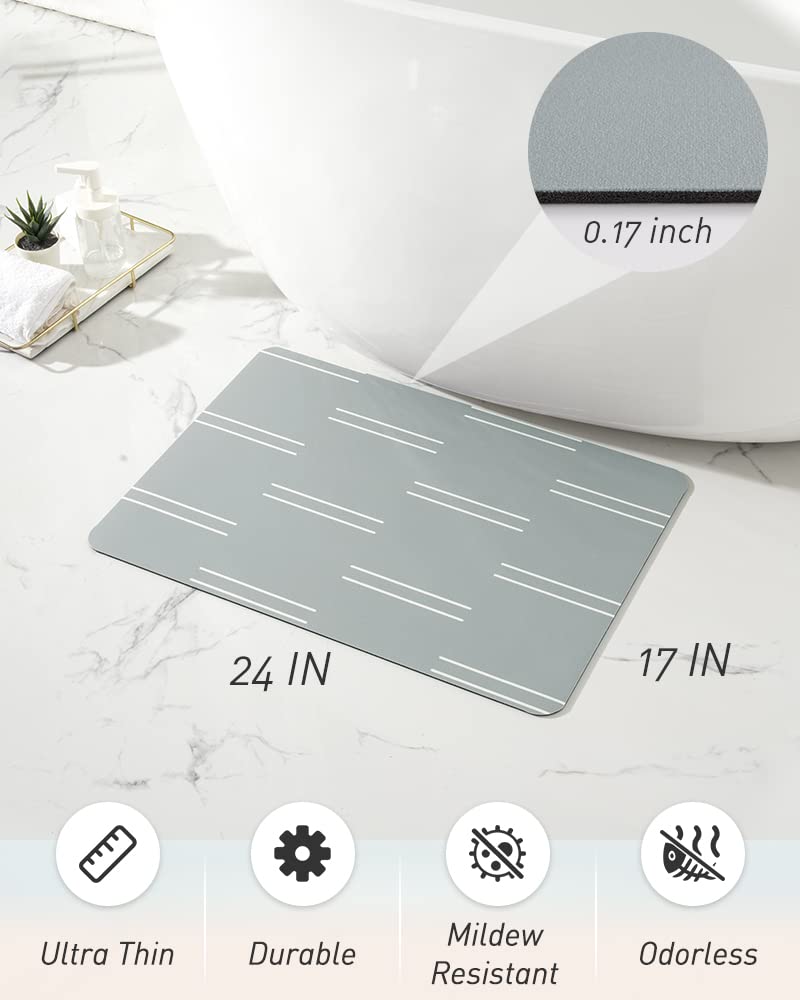 0.17 inch
24 IN
17 IN
Ultra Thin
Durable
Mildew
Resistant
Odorless